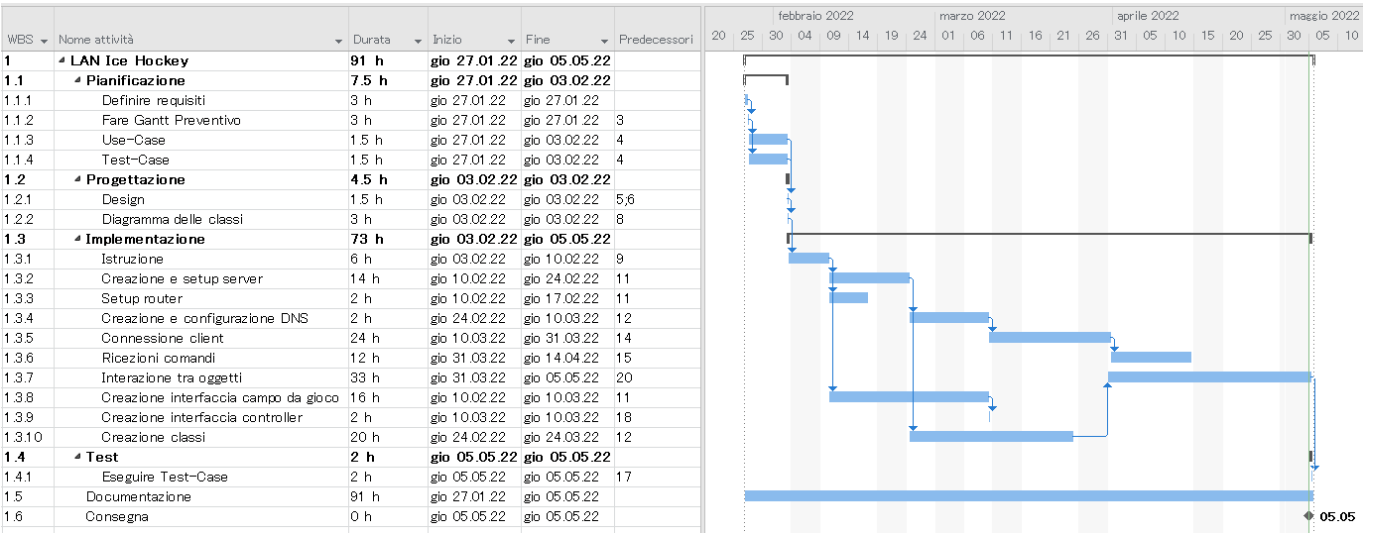 febbraio 2022 marzo 2022 aprile 2022 maggio 2022
WBS Nome attività Durata Inizio Fine Predecessori 20 25 30 04 09 14 19 24 01 06 11 16 21 26 31 05 10 15 20 25 30 05 10
1 LAN Ice Hockey 91 h gio 27.01.22 gio 05.05.22
1.1 Pianificazione 7.5 h gio 27.01.22 gio 03.02.22
1.1.1 Definire requisiti 3 h gio 27.01.22 gio 27.01.22
1.1.2 Fare Gantt Preventivo 3 h gio 27.01.22 gio 27.01.22 3
1.1.3 Use-Case 1.5 h gio 27.01.22 gio 03.02.22 4
1.1.4 Test-Case 1.5 h gio 27.01.22 gio 03.02.22 4
1.2 Progettazione 4.5 h gio 03.02.22 gio 03.02.22
1.2.1 Design 1.5 h gio 03.02.22 gio 03.02.22 5;6
1.2.2 Diagramma delle classi 3 h gio 03.02.22 gio 03.02.22 8
1.3 Implementazione 73 h gio 03.02.22 gio 05.05.22
1.3.1 Istruzione 6 h gio 03.02.22 gio 10.02.22 9
1.3.2 Creazione e setup server 14 h gio 10.02.22 gio 24.02.22 11
1.3.3 Setup router 2 h gio 10.02.22 gio 17.02.22 11
1.3.4 Creazione e configurazione DNS 2 h gio 24.02.22 gio 10.03.22 12
1.3.5 Connessione client 24 h gio 10.03.22 gio 31.03.22 14
1.3.6 Ricezioni comandi 12 h gio 31.03.22 gio 14.04.22 15
1.3.7 Interazione tra oggetti 33 h gio 31.03.22 gio 05.05.22 20
1.3.8 Creazione interfaccia campo da gioco 16 h gio 10.02.22 gio 10.03.22 11
1.3.9 Creazione interfaccia controller 2 h gio 10.03.22 gio 10.03.22 18
1.3.10 Creazione classi 20 h gio 24.02.22 gio 24.03.22 12
1.4 Test 2 h gio 05.05.22 gio 05.05.22
1.4.1 Eseguire Test-Case 2 h gio 05.05.22 gio 05.05.22 17
1.5 Documentazione 91 h gio 27.01.22 gio 05.05.22
1.6 Consegna 0 h gio 05.05.22 gio 05.05.22 05.05